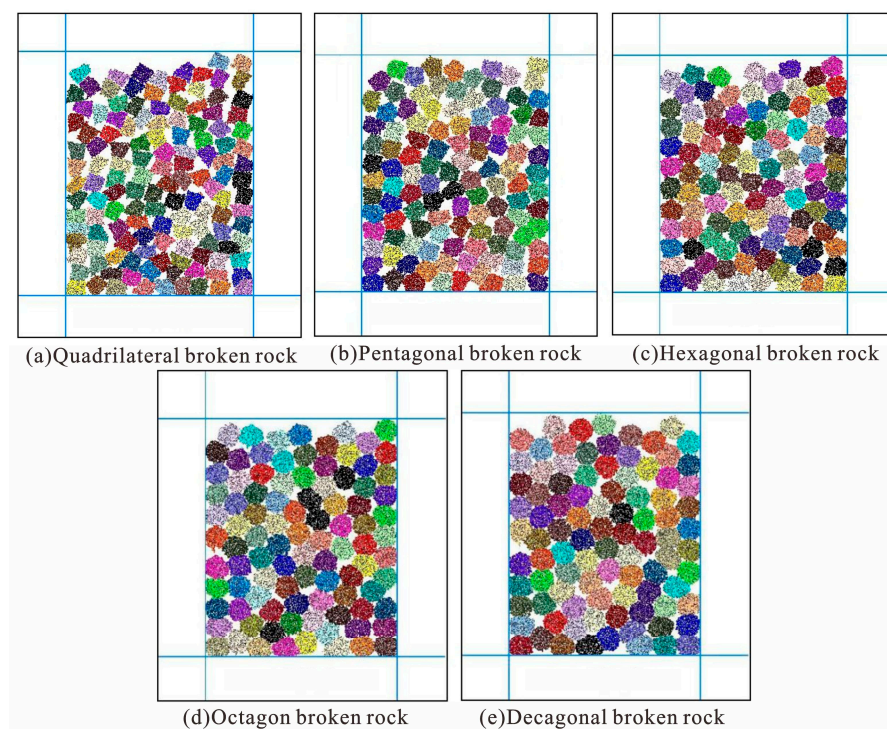 (a)Quadrilateral broken rock
(b)Pentagonal broken rock
(c)Hexagonal broken rock
(d)Octagon broken rock
(e)Decagonal broken rock